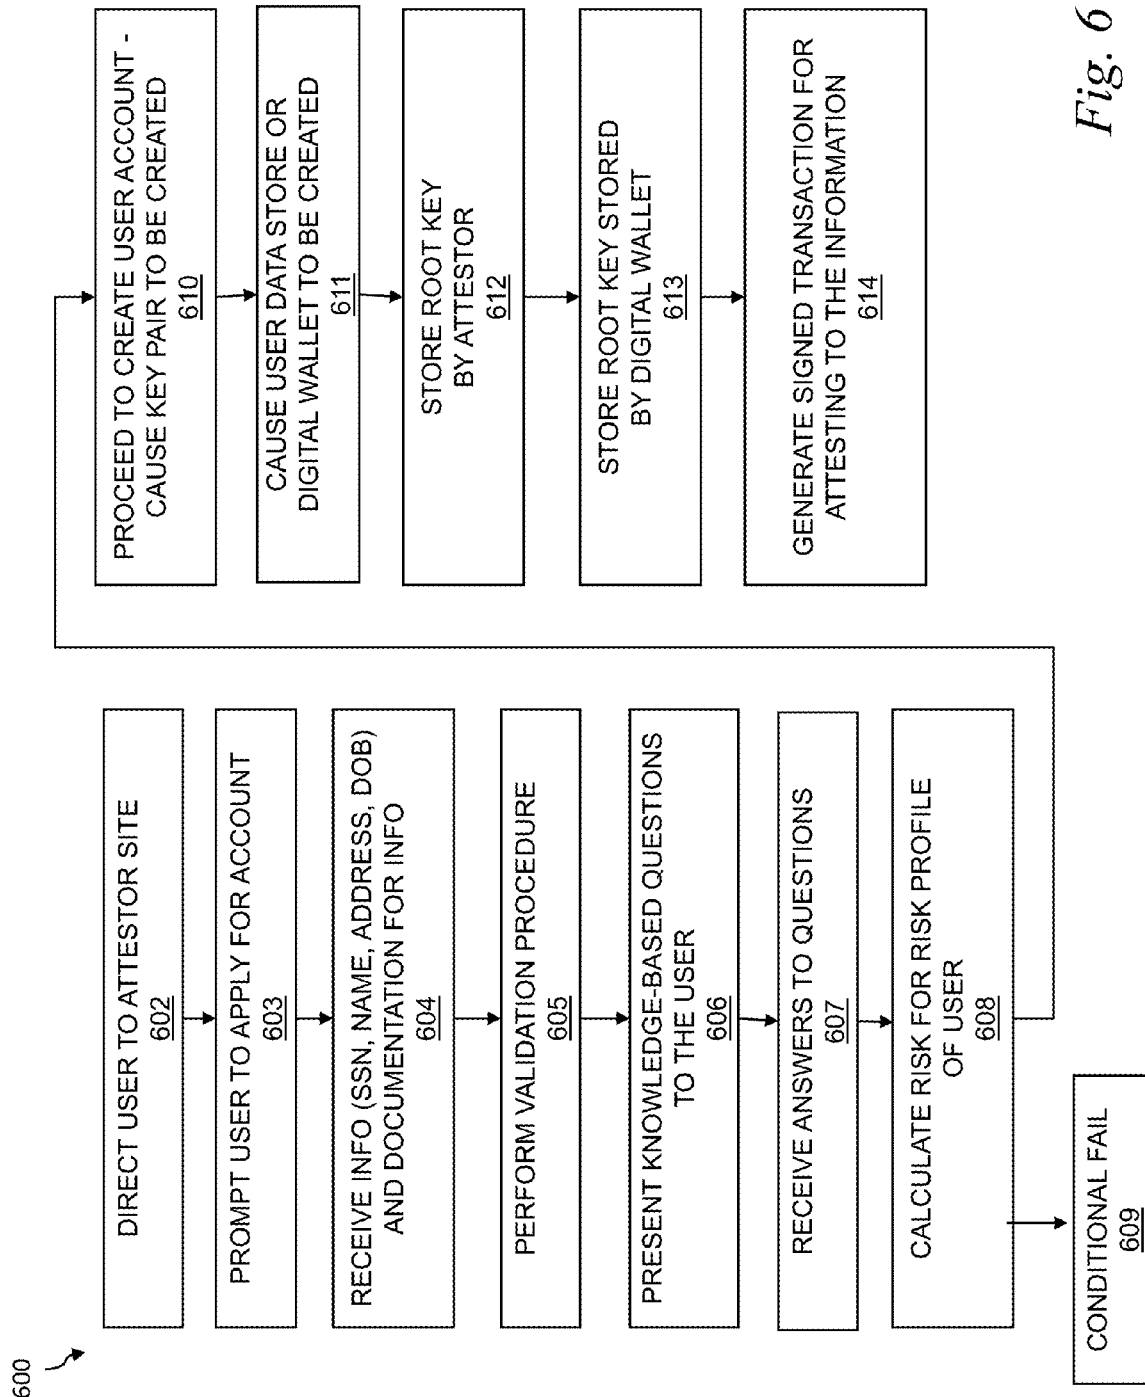 600
DIRECT USER TO ATTESTOR SITE
602
PROMPT USER TO APPLY FOR ACCOUNT
603
RECEIVE INFO (SSN, NAME, ADDRESS, DOB)
AND DOCUMENTATION FOR INFO
604
PERFORM VALIDATION PROCEDURE
605
PRESENT KNOWLEDGE-BASED QUESTIONS
TO THE USER
606
RECEIVE ANSWERS TO QUESTIONS
607
CALCULATE RISK FOR RISK PROFILE
OF USER
608
CONDITIONAL FAIL
609
PROCEED TO CREATE USER ACCOUNT -
CAUSE KEY PAIR TO BE CREATED
610
CAUSE USER DATA STORE OR
DIGITAL WALLET TO BE CREATED
611
STORE ROOT KEY
BY ATTESTOR
612
STORE ROOT KEY STORED
BY DIGITAL WALLET
613
GENERATE SIGNED TRANSACTION FOR
ATTESTING TO THE INFORMATION
614
Fig. 6